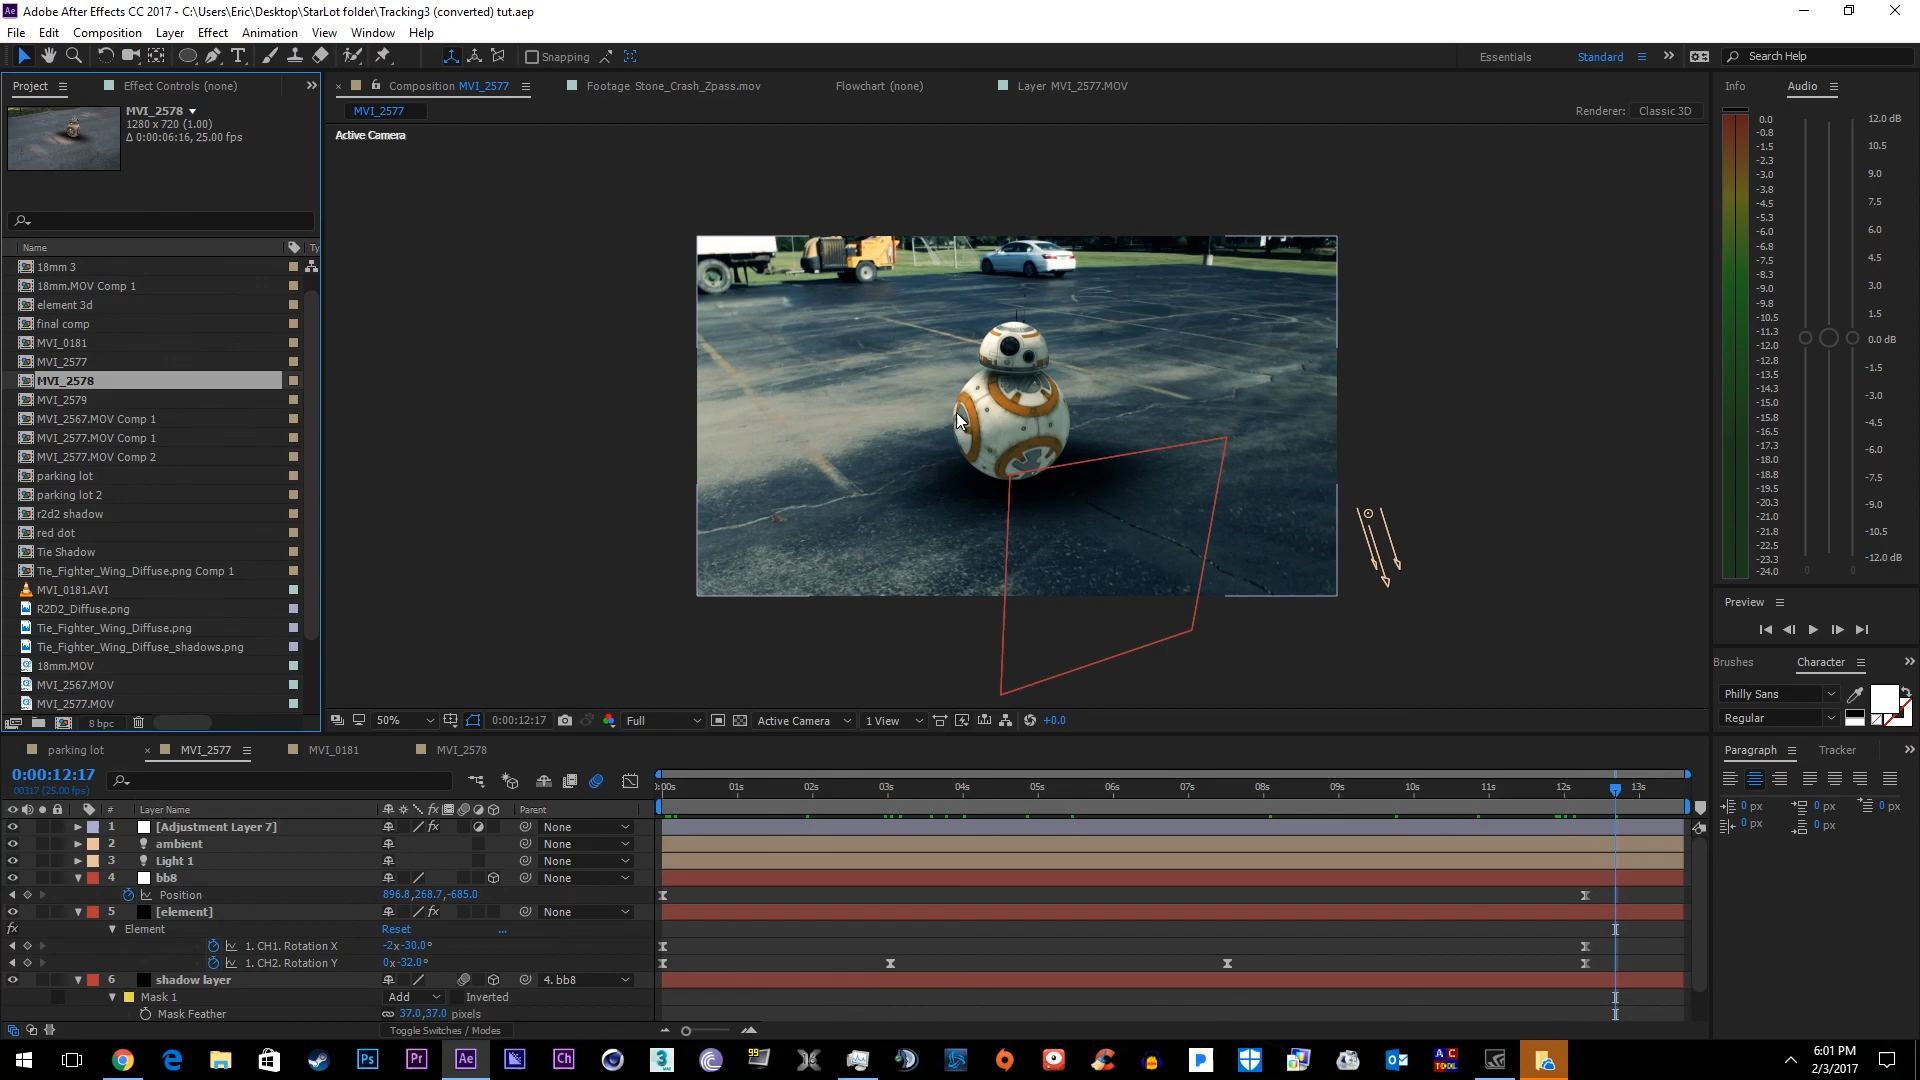 Adobe After Effects CC 2017 - C:\Users\Eric\Desktop\StarLot folder\Tracking3 (converted) tut.aep
File Edit Composition Layer Effect Animation View Window Help
Snapping
Essentials Standard Search Help
Project Effect Controls (none)
Composition MVI_2577 Footage Stone_Crash_Zpass.mov Flowchart (none) Layer MVI_2577.MOV
Info Audio
MVI_2578
1280 x 720 (1.00)
Δ 0:00:06:16, 25.00 fps
MVI_2577
Renderer: Classic 3D
Active Camera
Name Ty
18mm 3
18mm.MOV Comp 1
element 3d
final comp
MVI_0181
MVI_2577
MVI_2578
MVI_2579
MVI_2567.MOV Comp 1
MVI_2577.MOV Comp 1
MVI_2577.MOV Comp 2
parking lot
parking lot 2
r2d2 shadow
red dot
Tie Shadow
Tie_Fighter_Wing_Diffuse.png Comp 1
MVI_0181.AVI
R2D2_Diffuse.png
Tie_Fighter_Wing_Diffuse.png
Tie_Fighter_Wing_Diffuse_shadows.png
18mm.MOV
MVI_2567.MOV
MVI_2577.MOV
8 bpc
50% 0:00:12:17 Full Active Camera 1 View +0.0
0.0
-0.8
-1.5
-2.3
-3.0
-3.8
-4.5
-5.3
-6.0
-6.8
-7.5
-8.3
-9.0
-9.8
-10.5
-11.3
-12.0
-12.8
-13.5
-14.3
-15.0
-15.8
-16.5
-17.3
-18.0
-18.8
-19.5
-20.3
-21.0
-21.8
-22.5
-23.3
-24.0
12.0 dB
10.5
9.0
7.5
6.0
4.5
3.0
1.5
0.0 dB
-1.5
-3.0
-4.5
-6.0
-7.5
-9.0
-10.5
-12.0 dB
0 0
Preview
Brushes Character
Philly Sans
Regular
Paragraph Tracker
0 px 0 px 0 px
0 px 0 px
parking lot MVI_2577 MVI_0181 MVI_2578
0:00:12:17
00317 (25.00 fps)
:00s 01s 02s 03s 04s 05s 06s 07s 08s 09s 10s 11s 12s 13s
# Layer Name fx Parent
1 [Adjustment Layer 7] fx None
2 ambient None
3 Light 1 None
4 bb8 None
Position 896.8,268.7,-685.0
5 [element] fx None
fx Element Reset ...
1. CH1. Rotation X -2x-30.0°
1. CH2. Rotation Y 0x-32.0°
6 shadow layer 4. bb8
Mask 1 Add Inverted
Mask Feather 37.0,37.0 pixels
Toggle Switches / Modes
Ps Pr Ae Ch 3 99
6:01 PM
2/3/2017